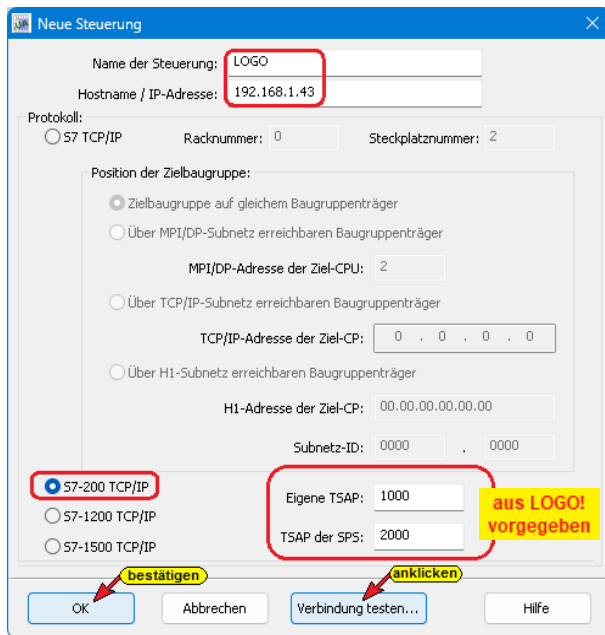 Neue Steuerung
Name der Steuerung: LOGO
Hostname / IP-Adresse: 192.168.1.43
Protokoll:
S7 TCP/IP Racknummer: 0 Steckplatznummer: 2
Position der Zielbaugruppe:
Zielbaugruppe auf gleichem Baugruppenträger
Über MPI/DP-Subnetz erreichbaren Baugruppenträger
MPI/DP-Adresse der Ziel-CPU: 2
Über TCP/IP-Subnetz erreichbaren Baugruppenträger
TCP/IP-Adresse der Ziel-CP: 0 . 0 . 0 . 0
Über H1-Subnetz erreichbaren Baugruppenträger
H1-Adresse der Ziel-CP: 00.00.00.00.00.00
Subnetz-ID: 0000 . 0000
S7-200 TCP/IP
Eigene TSAP: 1000
aus LOGO!
vorgegeben
S7-1200 TCP/IP
TSAP der SPS: 2000
S7-1500 TCP/IP
bestätigen anklicken
OK Abbrechen Verbindung testen... Hilfe